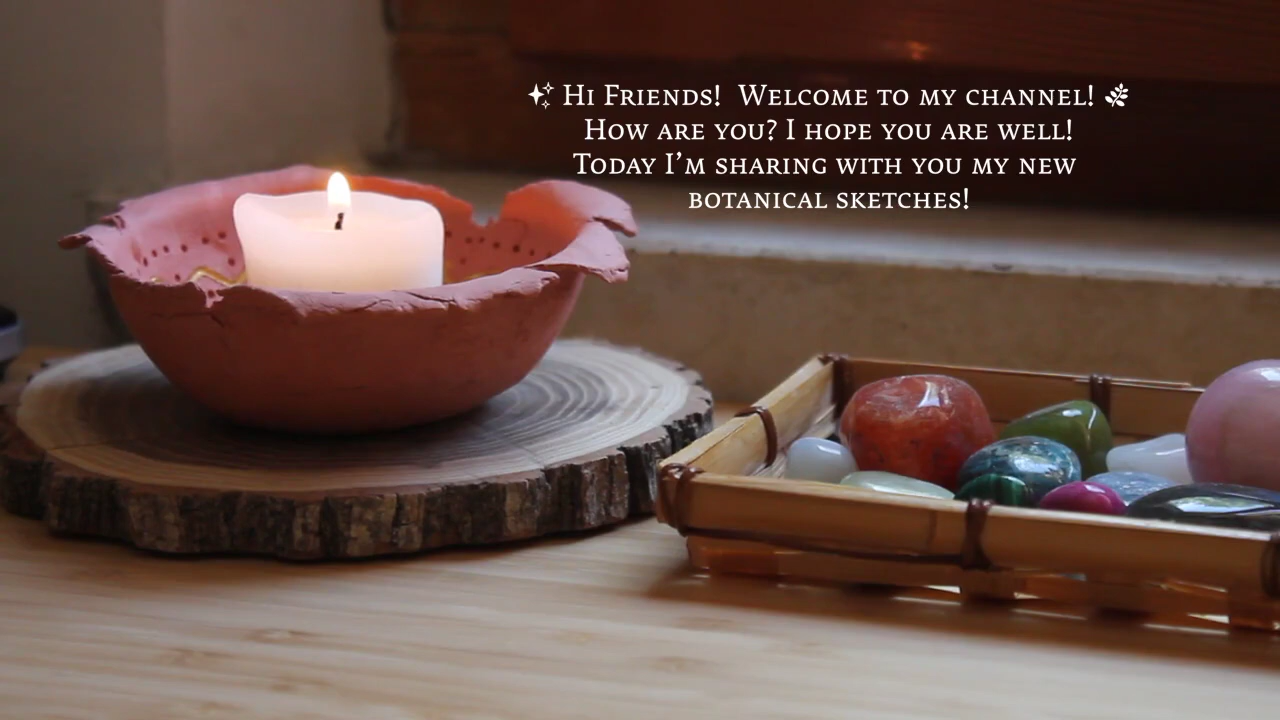 ✨ Hi Friends!  Welcome to my channel! 🌿
How are you? I hope you are well!
Today I’m sharing with you my new
botanical sketches!